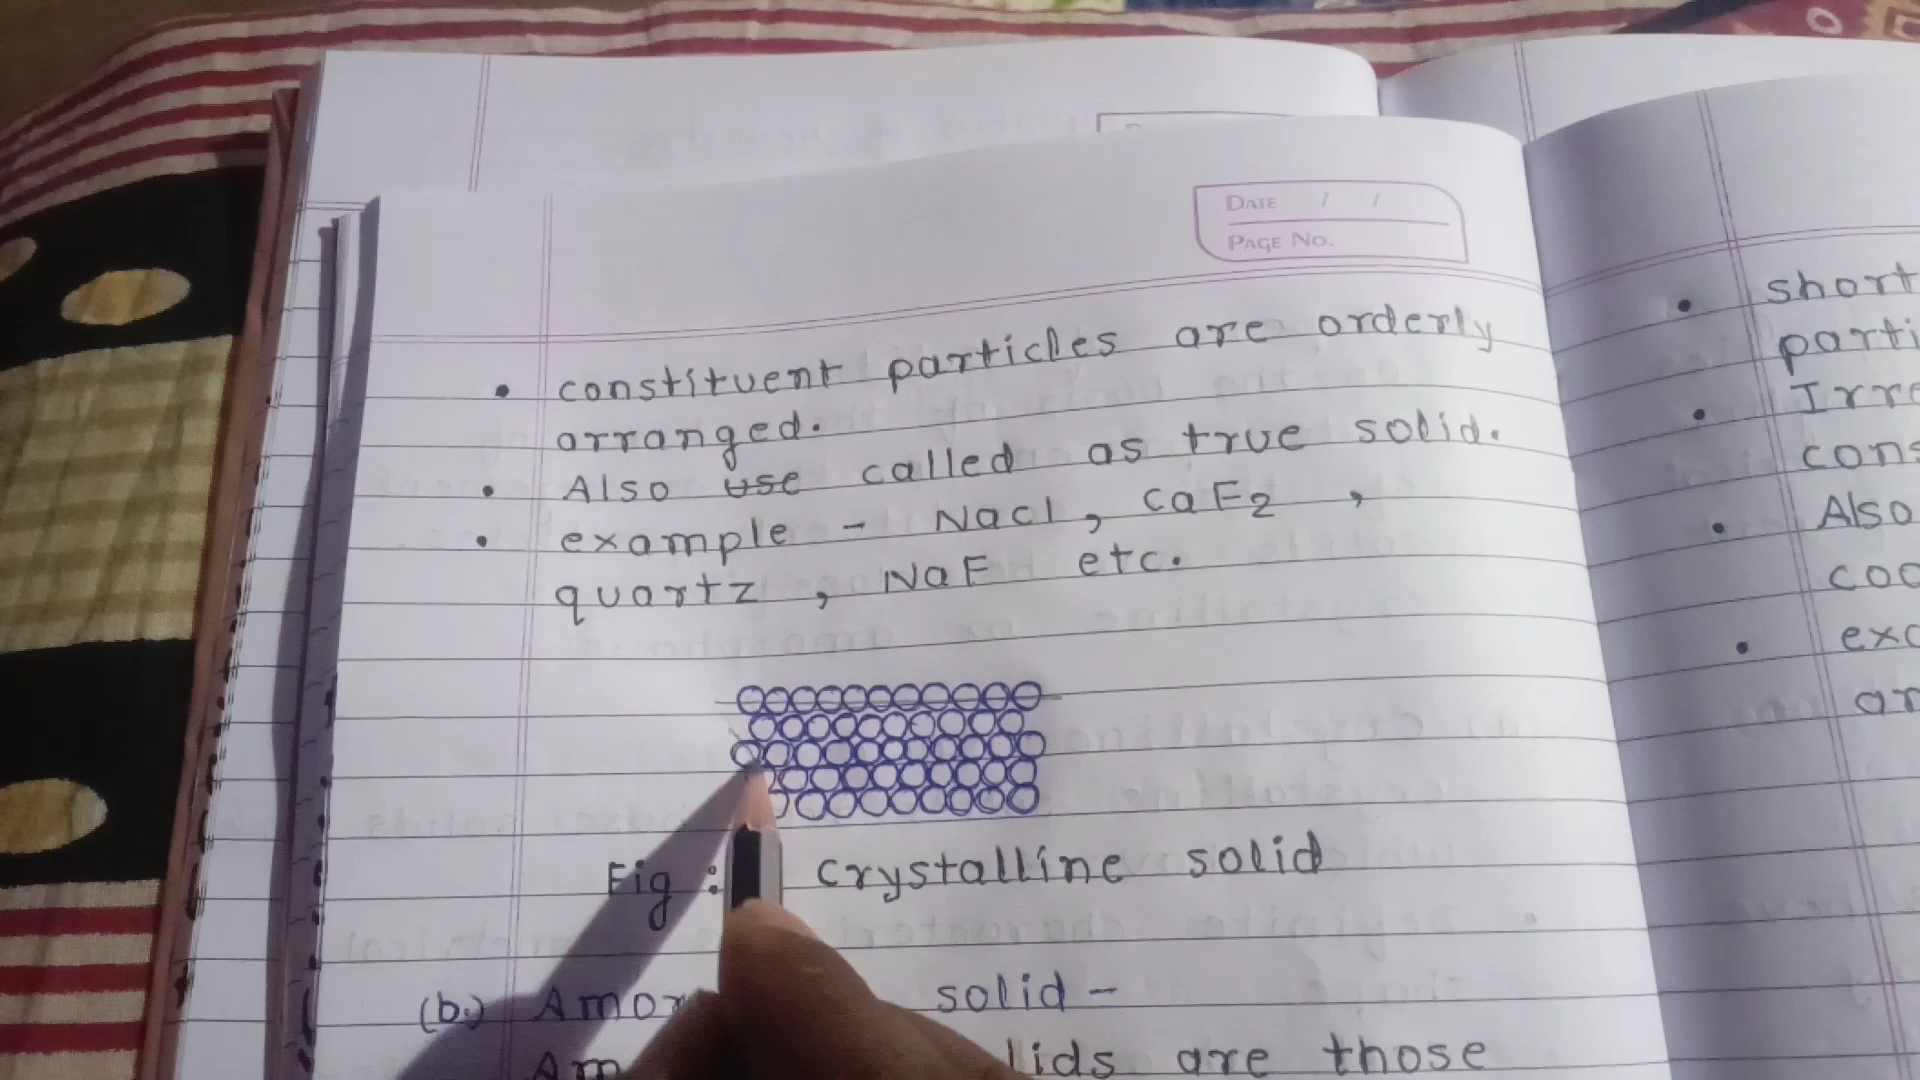 DATE / /
PAGE No.
• constituent particles are orderly
arranged.
• Also use called as true solid.
• example - Nacl, caF2 ,
quartz , NaF etc.
Fig : crystalline solid
(b.) Amor solid -
Am lids are those
• short
parti
• Irre
cons
• Also
coo
• exa
ar